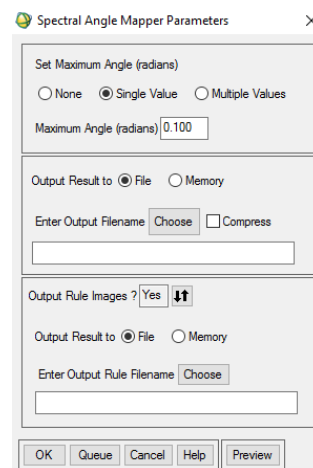 Spectral Angle Mapper Parameters
Set Maximum Angle (radians)
None Single Value Multiple Values
Maximum Angle (radians) 0.100
Output Result to File Memory
Enter Output Filename Choose Compress
Output Rule Images ? Yes
Output Result to File Memory
Enter Output Rule Filename Choose
OK Queue Cancel Help Preview